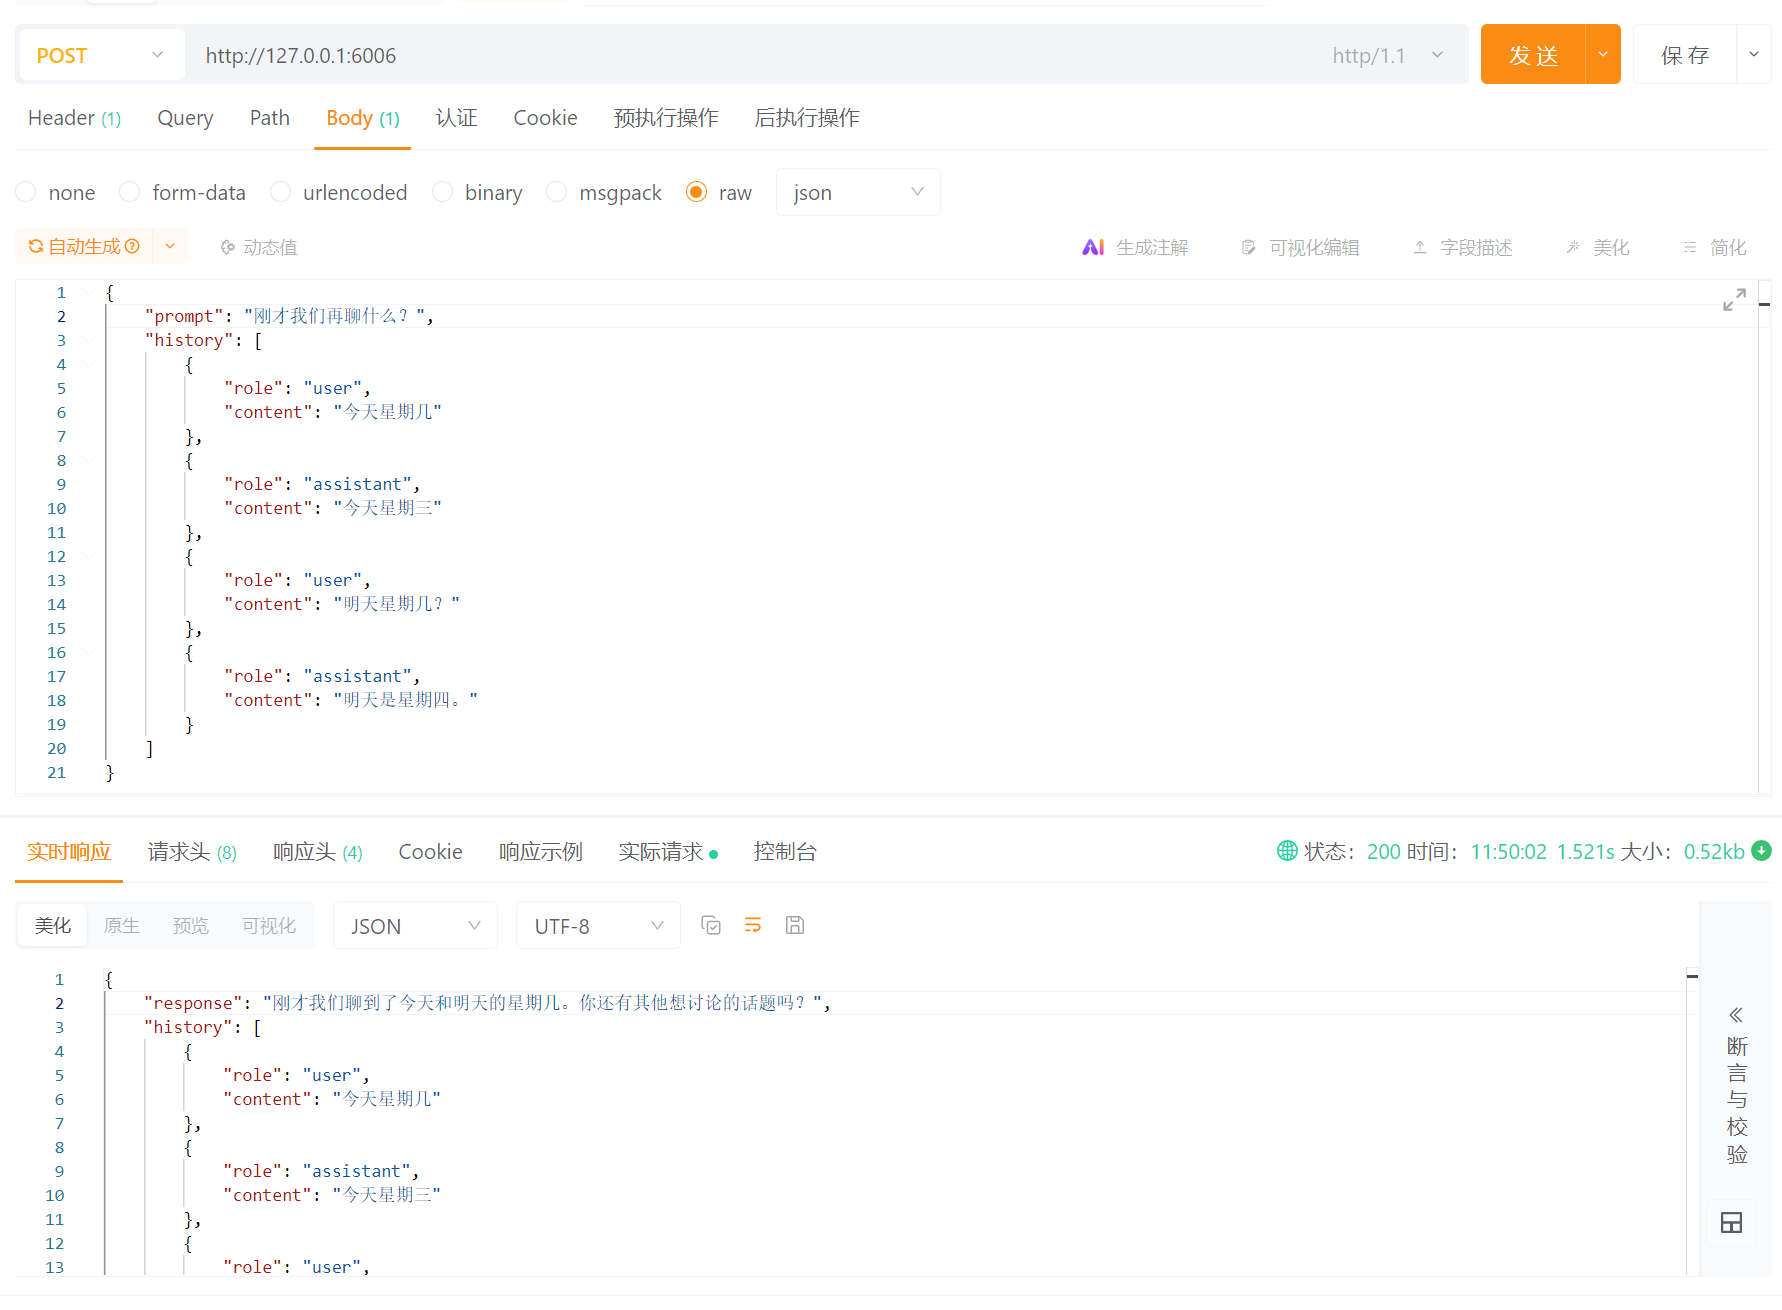 POST http://127.0.0.1:6006 http/1.1 发送 保存
Header (1) Query Path Body (1) 认证 Cookie 预执行操作 后执行操作
none form-data urlencoded binary msgpack raw json
自动生成 动态值 AI 生成注解 可视化编辑 字段描述 美化 简化
1 {
2 "prompt": "刚才我们再聊什么？",
3 "history": [
4 {
5 "role": "user",
6 "content": "今天星期几"
7 },
8 {
9 "role": "assistant",
10 "content": "今天星期三"
11 },
12 {
13 "role": "user",
14 "content": "明天星期几？"
15 },
16 {
17 "role": "assistant",
18 "content": "明天是星期四。"
19 }
20 ]
21 }
实时响应 请求头 (8) 响应头 (4) Cookie 响应示例 实际请求 控制台 状态： 200 时间： 11:50:02 1.521s 大小： 0.52kb
美化 原生 预览 可视化 JSON UTF-8
1 {
2 "response": "刚才我们聊到了今天和明天的星期几。你还有其他想讨论的话题吗？",
3 "history": [
4 {
5 "role": "user",
6 "content": "今天星期几"
7 },
8 {
9 "role": "assistant",
10 "content": "今天星期三"
11 },
12 {
13 "role": "user",
断言与校验